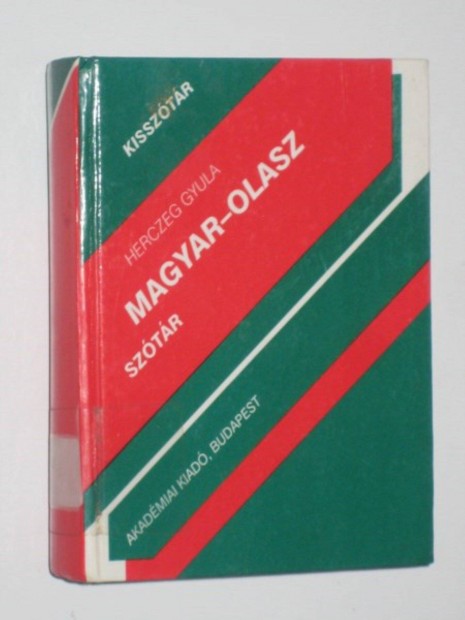 KISSZÓTÁR
HERCZEG GYULA
MAGYAR-OLASZ
SZÓTÁR
AKADÉMIAI KIADÓ, BUDAPEST